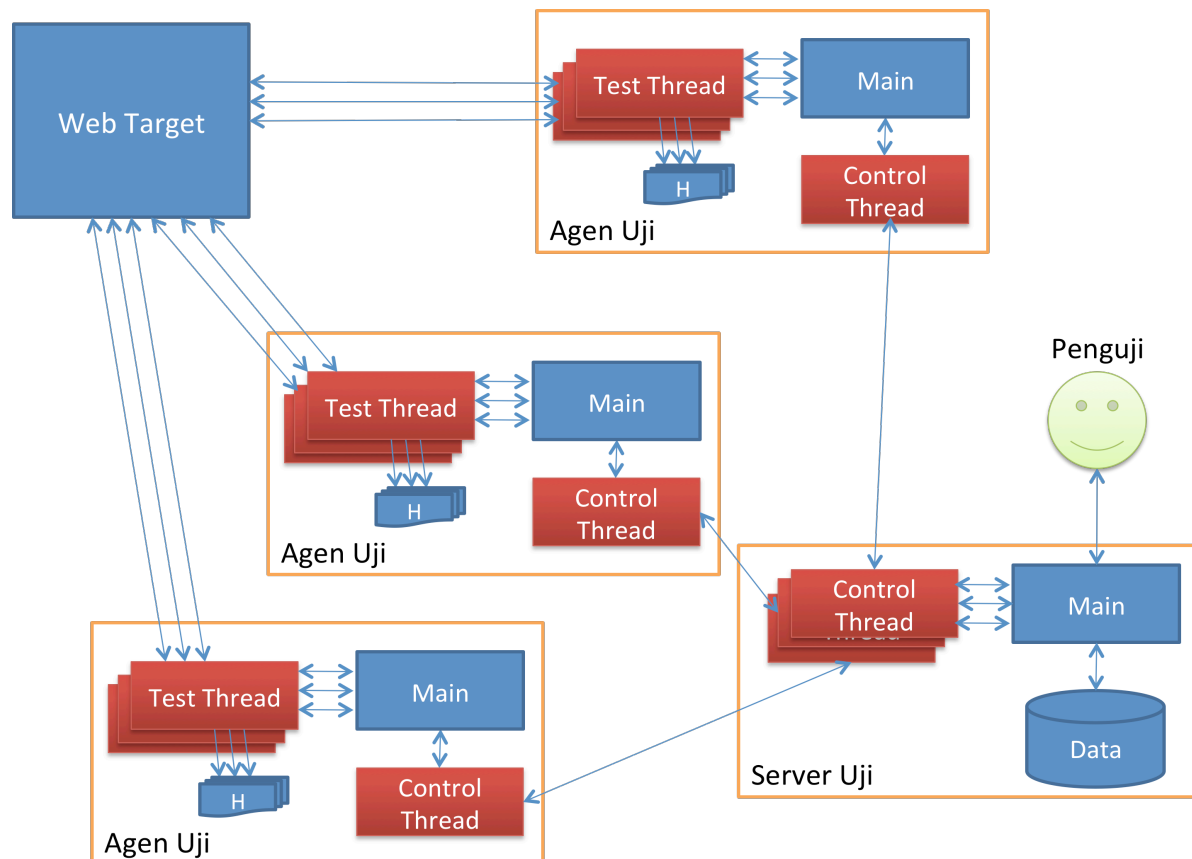 Web Target
Test Thread
Main
H
Control
Thread
Agen Uji
Test Thread
Main
H
Control
Thread
Agen Uji
Penguji
Control
Thread
Thread
Main
Data
Server Uji
Test Thread
Main
H
Control
Thread
Agen Uji